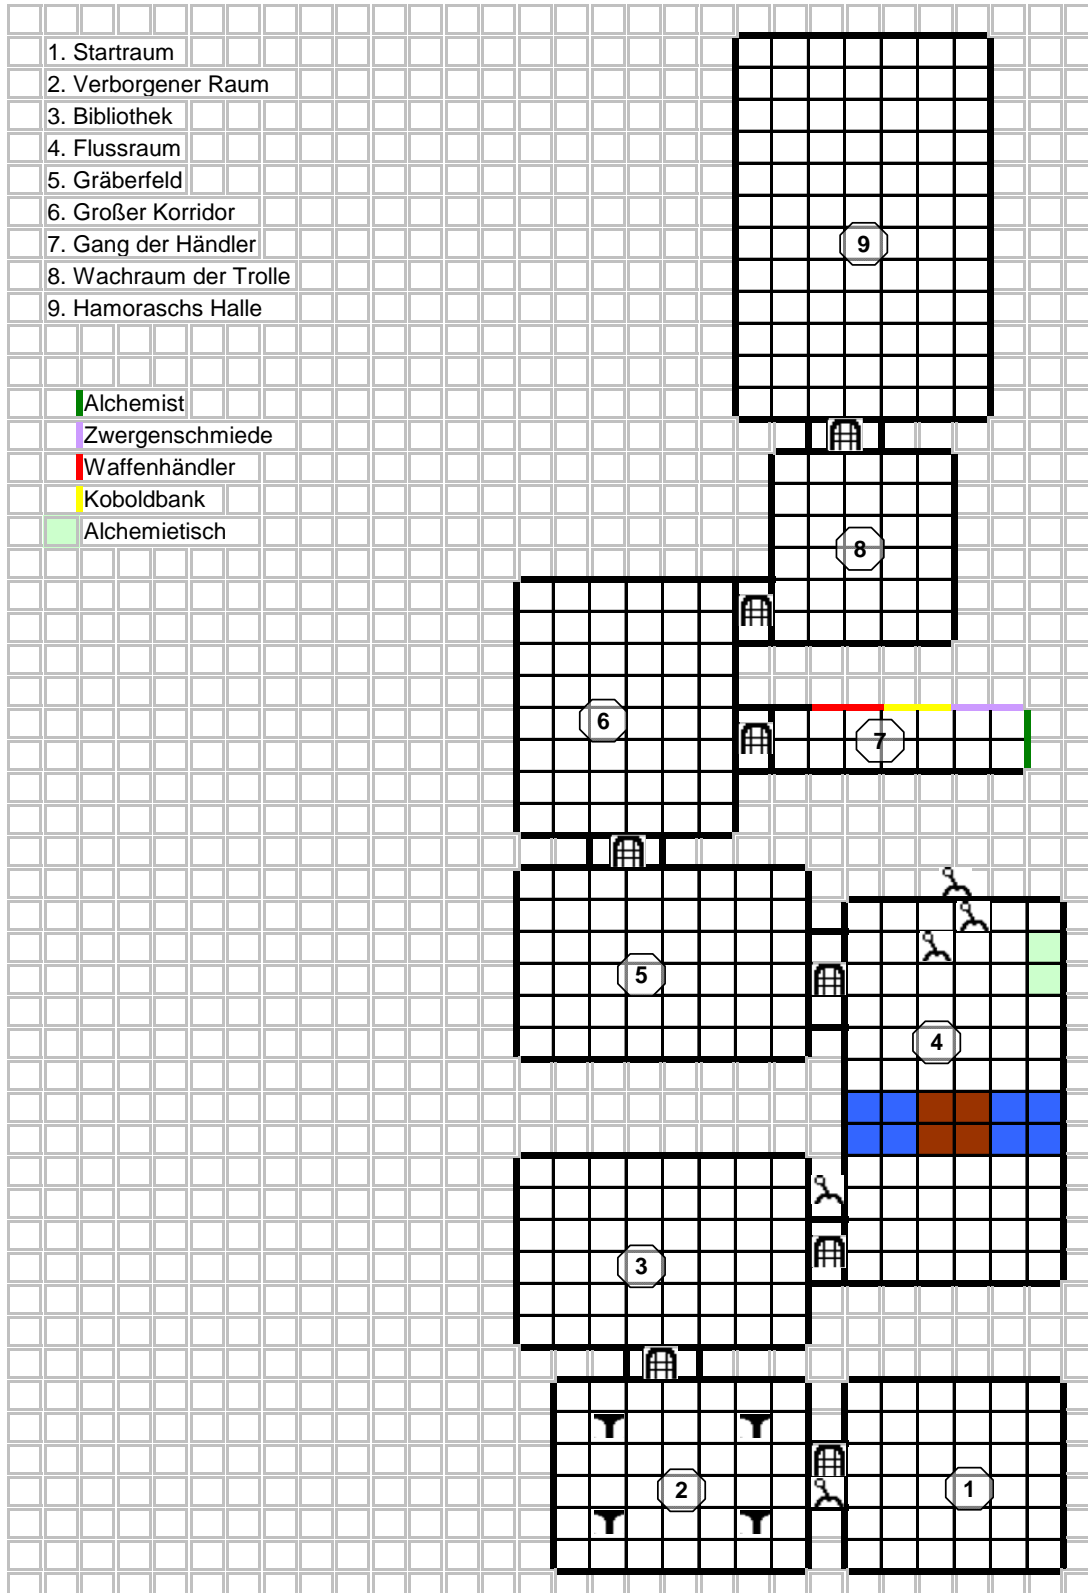 1. Startraum
2. Verborgener Raum
3. Bibliothek
4. Flussraum
5. Gräberfeld
6. Großer Korridor
7. Gang der Händler
8. Wachraum der Trolle
9. Hamoraschs Halle
Alchemist
Zwergenschmiede
Waffenhändler
Koboldbank
Alchemietisch
9
8
6
7
5
4
3
2
1